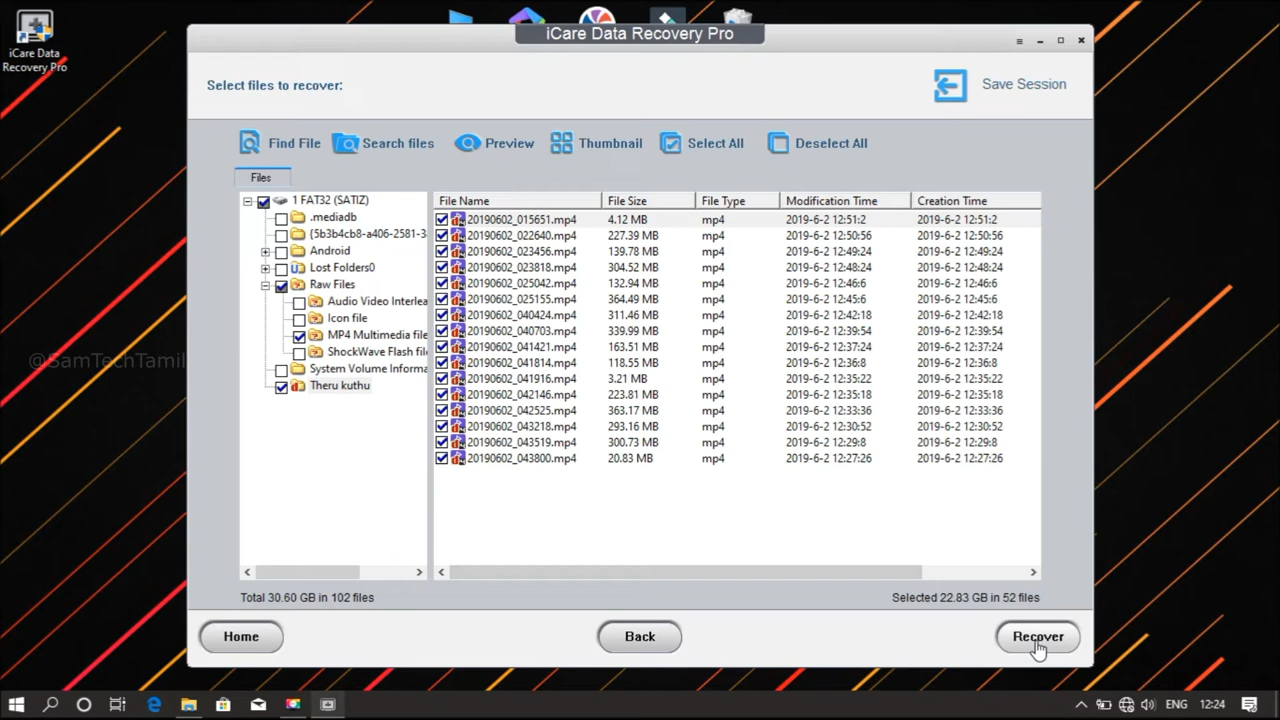 iCare Data
Recovery Pro
iCare Data Recovery Pro
Select files to recover:
Save Session
Find File
Search files
Preview
Thumbnail
Select All
Deselect All
Files
1 FAT32 (SATIZ)
.mediadb
{5b3b4cb8-a406-2581-3
Android
Lost Folders0
Raw Files
Audio Video Interlea
Icon file
MP4 Multimedia file
ShockWave Flash fil
System Volume Informa
Theru kuthu
File Name File Size File Type Modification Time Creation Time
20190602_015651.mp4 4.12 MB mp4 2019-6-2 12:51:2 2019-6-2 12:51:2
20190602_022640.mp4 227.39 MB mp4 2019-6-2 12:50:56 2019-6-2 12:50:56
20190602_023456.mp4 139.78 MB mp4 2019-6-2 12:49:24 2019-6-2 12:49:24
20190602_023818.mp4 304.52 MB mp4 2019-6-2 12:48:24 2019-6-2 12:48:24
20190602_025042.mp4 132.94 MB mp4 2019-6-2 12:46:6 2019-6-2 12:46:6
20190602_025155.mp4 364.49 MB mp4 2019-6-2 12:45:6 2019-6-2 12:45:6
20190602_040424.mp4 311.46 MB mp4 2019-6-2 12:42:18 2019-6-2 12:42:18
20190602_040703.mp4 339.99 MB mp4 2019-6-2 12:39:54 2019-6-2 12:39:54
20190602_041421.mp4 163.51 MB mp4 2019-6-2 12:37:24 2019-6-2 12:37:24
20190602_041814.mp4 118.55 MB mp4 2019-6-2 12:36:8 2019-6-2 12:36:8
20190602_041916.mp4 3.21 MB mp4 2019-6-2 12:35:22 2019-6-2 12:35:22
20190602_042146.mp4 223.81 MB mp4 2019-6-2 12:35:18 2019-6-2 12:35:18
20190602_042525.mp4 363.17 MB mp4 2019-6-2 12:33:36 2019-6-2 12:33:36
20190602_043218.mp4 293.16 MB mp4 2019-6-2 12:30:52 2019-6-2 12:30:52
20190602_043519.mp4 300.73 MB mp4 2019-6-2 12:29:8 2019-6-2 12:29:8
20190602_043800.mp4 20.83 MB mp4 2019-6-2 12:27:26 2019-6-2 12:27:26
@SamTechTamil
Total 30.60 GB in 102 files
Selected 22.83 GB in 52 files
Home
Back
Recover
ENG 12:24